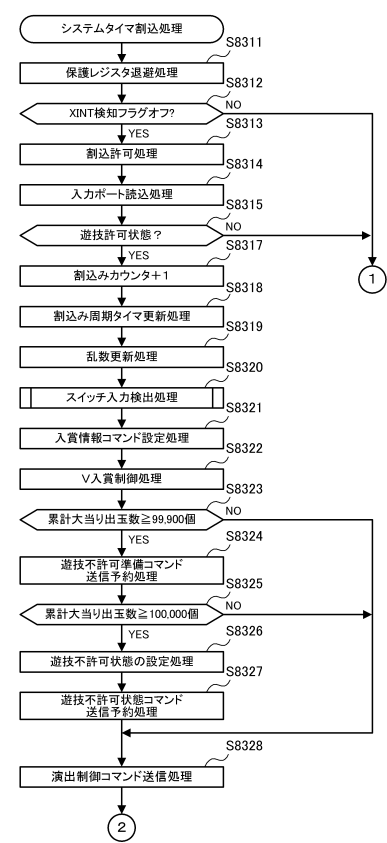 システムタイマ割込処理
S8311
保護レジスタ退避処理
S8312
XINT検知フラグオフ?
NO
YES
S8313
割込許可処理
S8314
入力ポート読込処理
S8315
遊技許可状態？
NO
YES
S8317
割込みカウンタ＋1
1
S8318
割込み周期タイマ更新処理
S8319
乱数更新処理
S8320
スイッチ入力検出処理
S8321
入賞情報コマンド設定処理
S8322
V入賞制御処理
S8323
累計大当り出玉数≧99,900個
NO
YES
S8324
遊技不許可準備コマンド
送信予約処理
S8325
累計大当り出玉数≧100,000個
NO
YES
S8326
遊技不許可状態の設定処理
S8327
遊技不許可状態コマンド
送信予約処理
S8328
演出制御コマンド送信処理
2